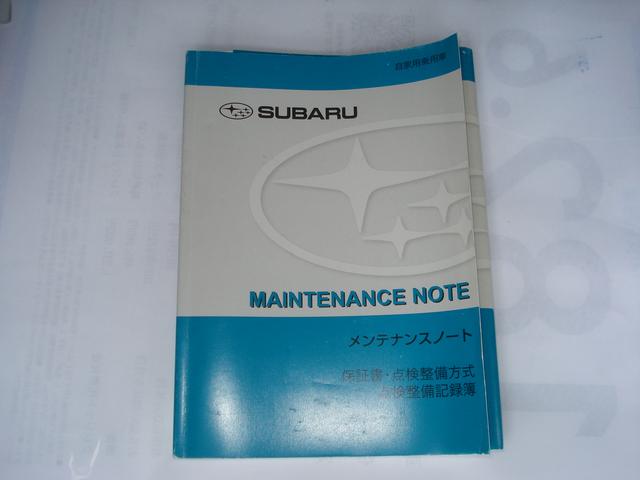 自家用乗用車
SUBARU
MAINTENANCE NOTE
メンテナンスノート
保証書・点検整備方式
点検整備記録簿